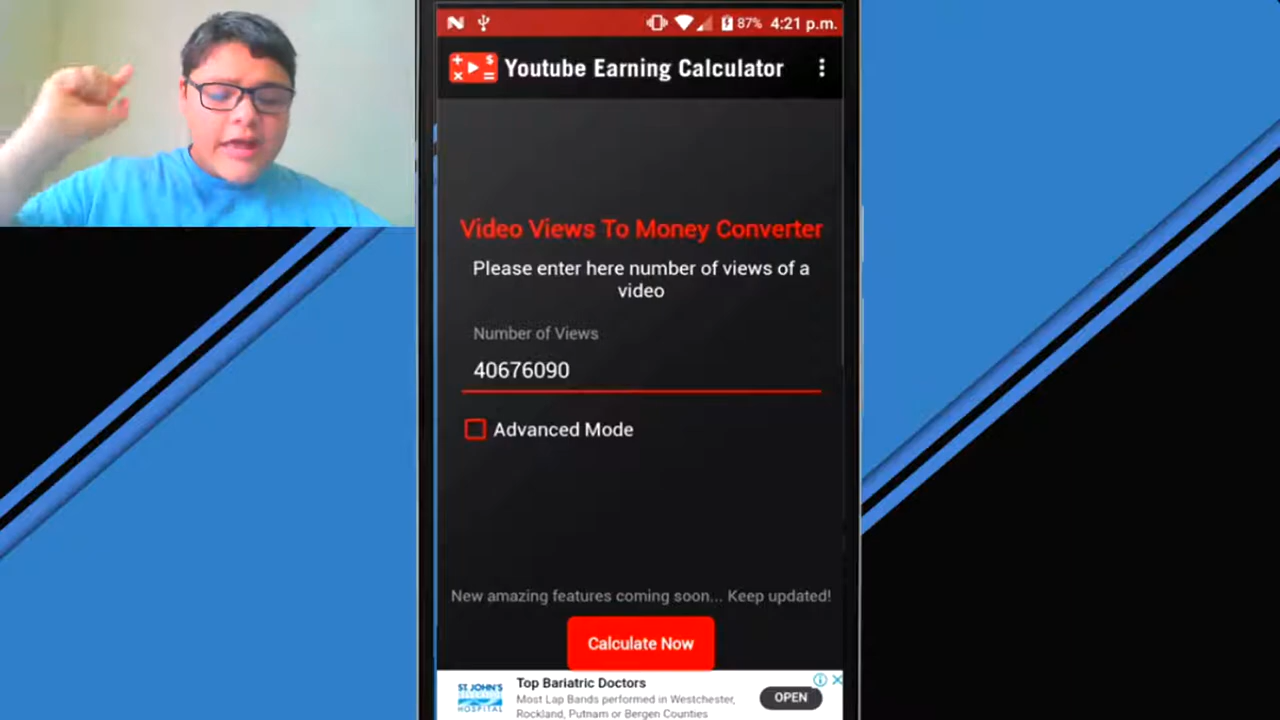 87% 4:21 p.m.
Youtube Earning Calculator
Video Views To Money Converter
Please enter here number of views of a
video
Number of Views
40676090
Advanced Mode
New amazing features coming soon... Keep updated!
Calculate Now
ST. JOHN'S
RIVERSIDE
HOSPITAL
Top Bariatric Doctors
Most Lap Bands performed in Westchester,
Rockland, Putnam or Bergen Counties
OPEN